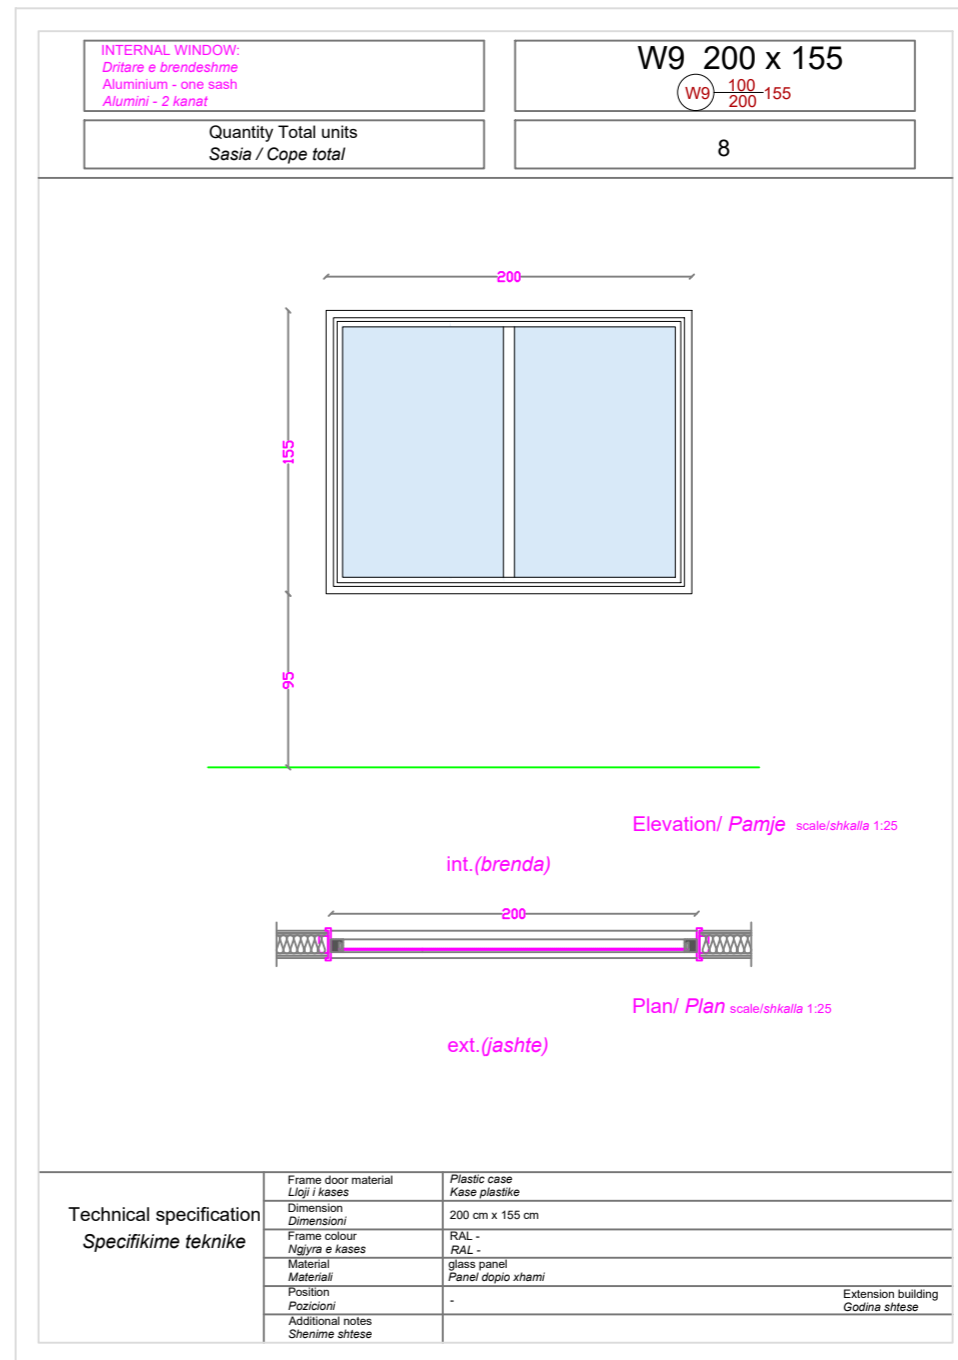 INTERNAL WINDOW:
Dritare e brendeshme
Aluminium - one sash
Alumini - 2 kanat
W9 200 x 155
W9 100 155
200
Quantity Total units
Sasia / Cope total
8
200
155
95
Elevation/ Pamje scale/shkalla 1:25
int.(brenda)
200
Plan/ Plan scale/shkalla 1:25
ext.(jashte)
Technical specification
Specifikime teknike
Frame door material
Lloji i kases
Plastic case
Kase plastike
Dimension
Dimensioni
200 cm x 155 cm
Frame colour
Ngjyra e kases
RAL -
RAL -
Material
Materiali
glass panel
Panel dopio xhami
Position
Pozicioni
-
Extension building
Godina shtese
Additional notes
Shenime shtese